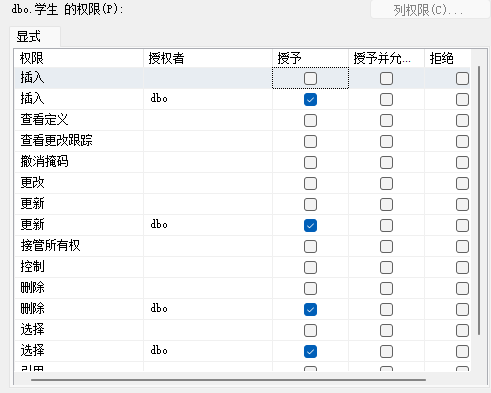 dbo.学生 的权限(P):
列权限(C)...
显式
权限 授权者 授予 授予并允... 拒绝
插入
插入 dbo
查看定义
查看更改跟踪
撤消掩码
更改
更新
更新 dbo
接管所有权
控制
删除
删除 dbo
选择
选择 dbo
引用